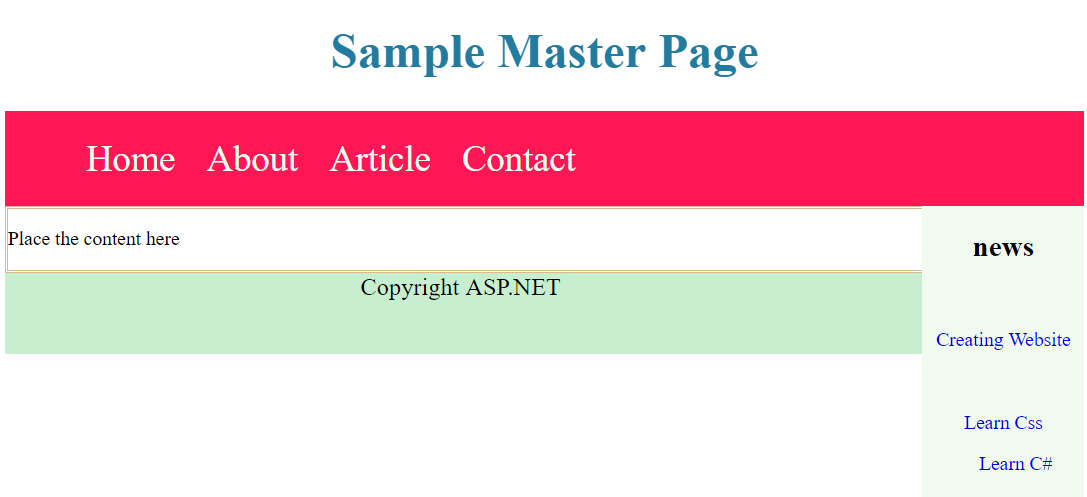 Sample Master Page
Home About Article Contact
Place the content here
Copyright ASP.NET
news
Creating Website
Learn Css
Learn C#